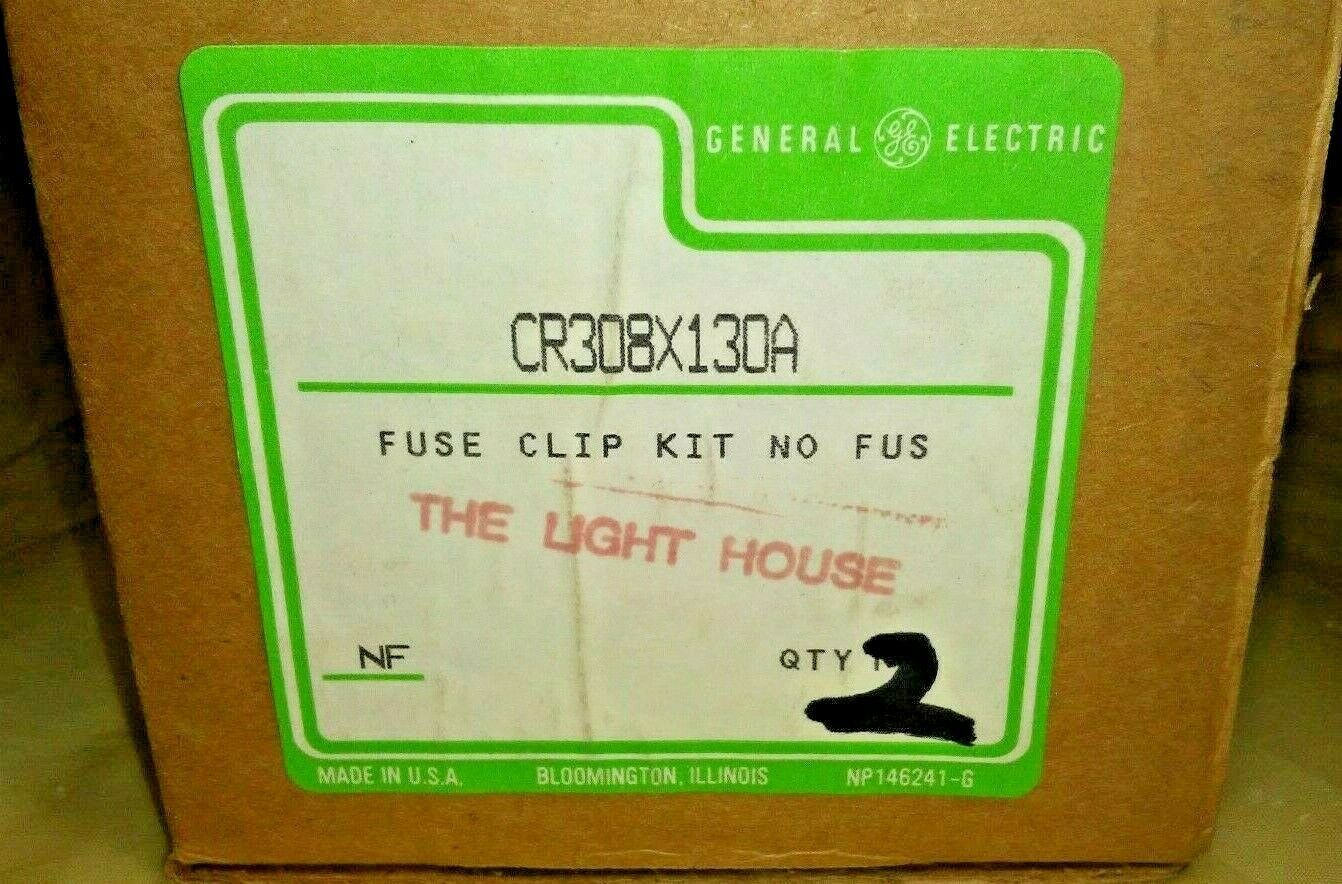 GENERAL GE ELECTRIC
CR308X130A
FUSE CLIP KIT NO FUS
THE LIGHT HOUSE
NF
QTY 2
MADE IN U.S.A. BLOOMINGTON, ILLINOIS NP146241-G